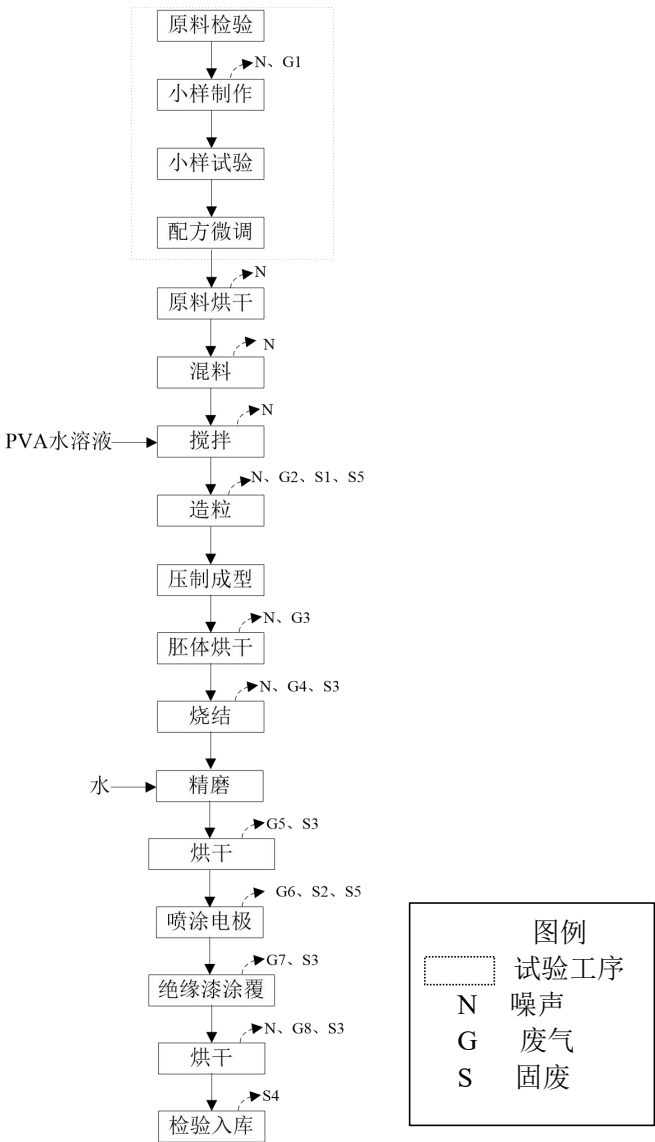 原料检验
N、G1
小样制作
小样试验
配方微调
N
原料烘干
N
混料
N
PVA水溶液
搅拌
N、G2、S1、S5
造粒
压制成型
N、G3
胚体烘干
N、G4、S3
烧结
水
精磨
G5、S3
烘干
G6、S2、S5
喷涂电极
G7、S3
绝缘漆涂覆
N、G8、S3
烘干
S4
检验入库
图例
试验工序
N 噪声
G 废气
S 固废